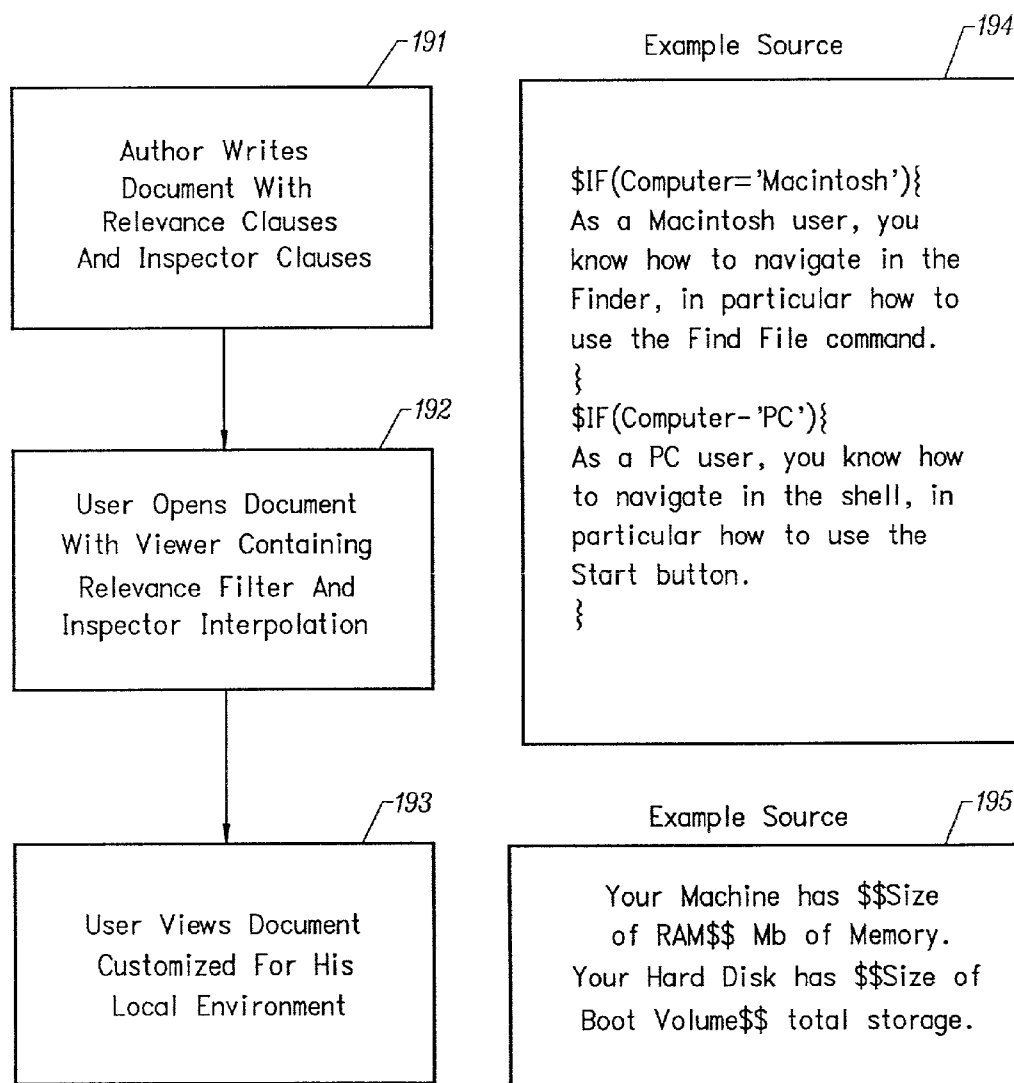 191
Author Writes
Document With
Relevance Clauses
And Inspector Clauses
192
User Opens Document
With Viewer Containing
Relevance Filter And
Inspector Interpolation
193
User Views Document
Customized For His
Local Environment
Example Source
194
$IF(Computer='Macintosh'){
As a Macintosh user, you
know how to navigate in the
Finder, in particular how to
use the Find File command.
}
$IF(Computer-'PC'){
As a PC user, you know how
to navigate in the shell, in
particular how to use the
Start button.
}
Example Source
195
Your Machine has $$Size
of RAM$$ Mb of Memory.
Your Hard Disk has $$Size of
Boot Volume$$ total storage.